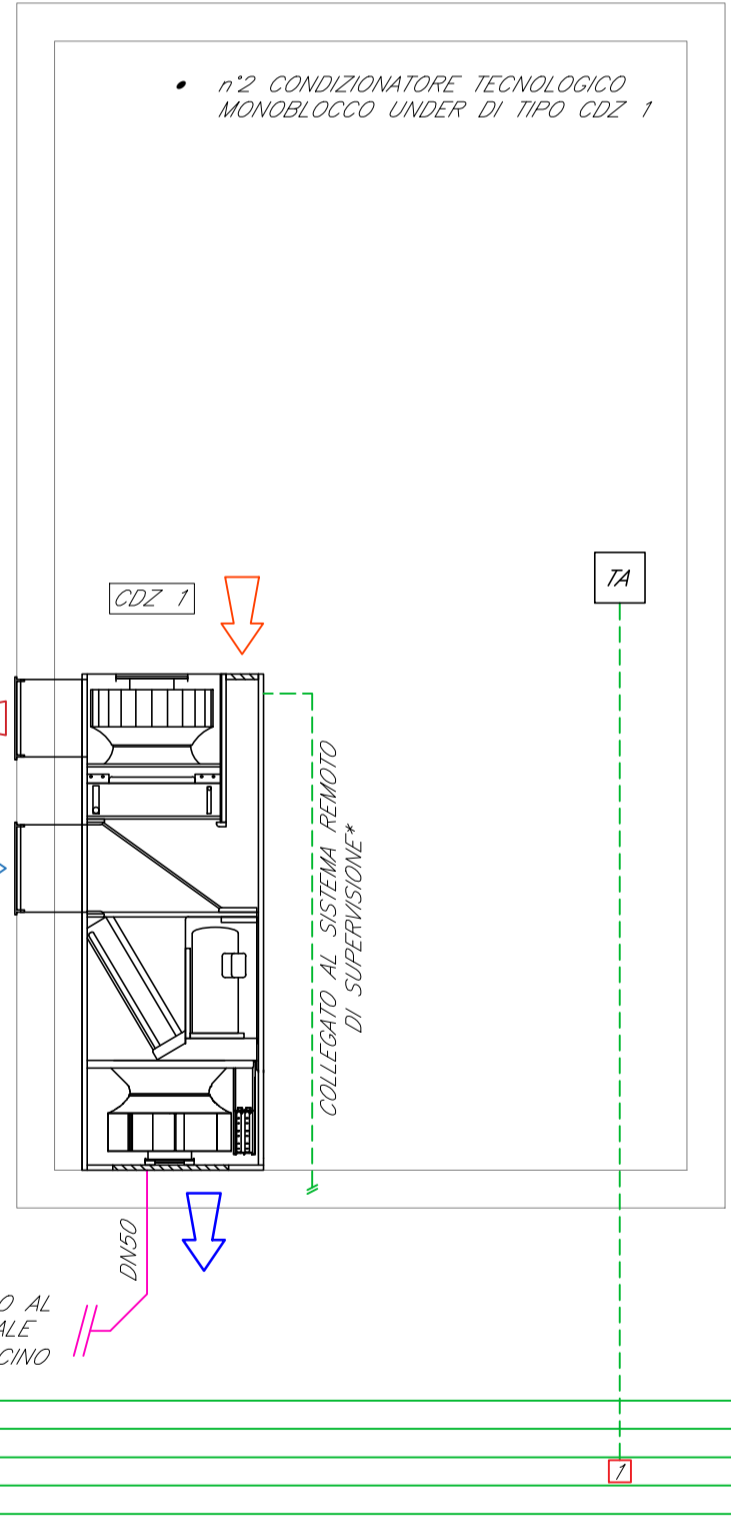 • n°2 CONDIZIONATORE TECNOLOGICO
MONOBLOCCO UNDER DI TIPO CDZ 1
TA
CDZ 1
COLLEGATO AL SISTEMA REMOTO
DI SUPERVISIONE*
DN50
O AL
ALE
CINO
1